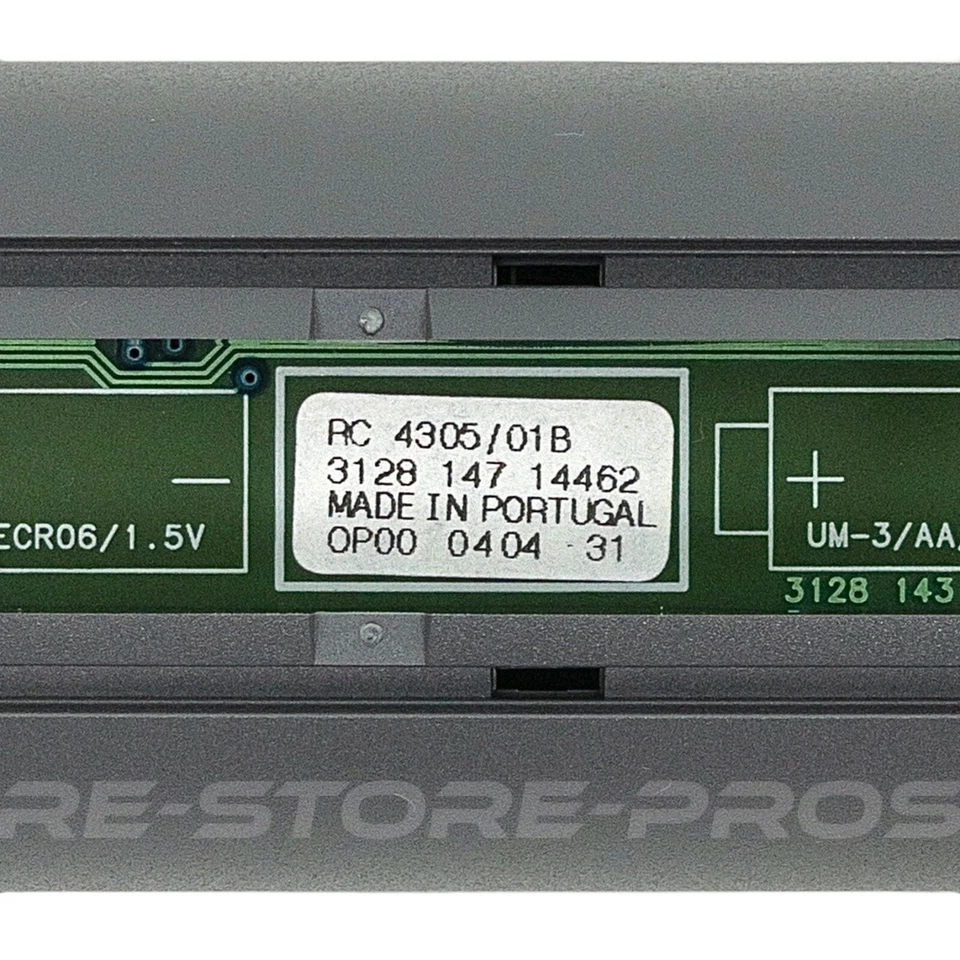 RC 4305/01B
3128 147 14462
MADE IN PORTUGAL
OP00 0404 31
—
ECR06/1.5V
+
UM-3/AA
3128 143
RE-STORE-PROS